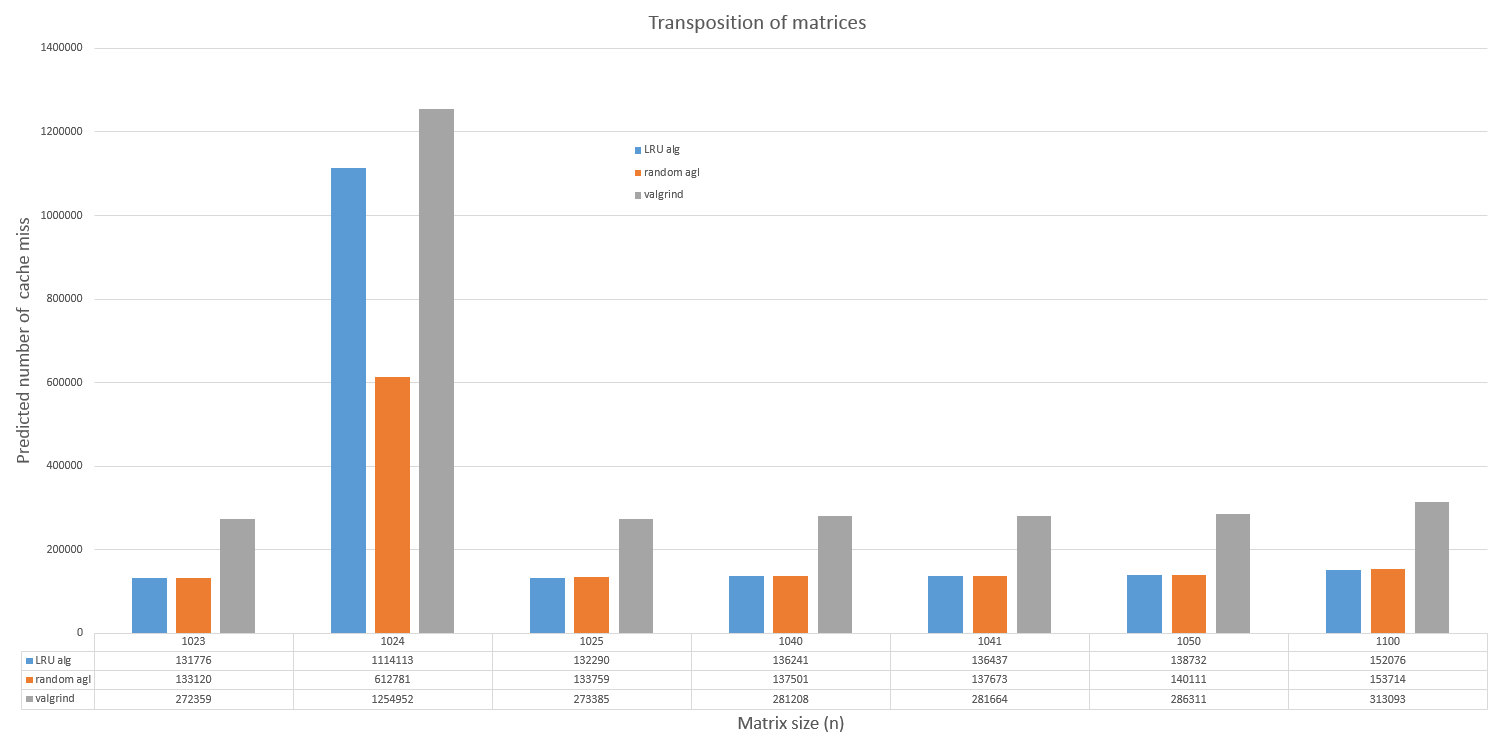 Transposition of matrices
1400000
1200000
1000000
800000
600000
400000
200000
0
Predicted number of cache miss
LRU alg
random agl
valgrind
1023 1024 1025 1040 1041 1050 1100
LRU alg 131776 1114113 132290 136241 136437 138732 152076
random agl 133120 612781 133759 137501 137673 140111 153714
valgrind 272359 1254952 273385 281208 281664 286311 313093
Matrix size (n)